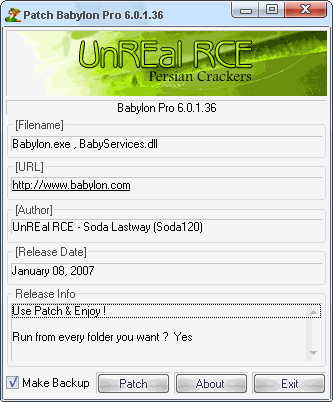 Patch Babylon Pro 6.0.1.36
UnREal RCE
Persian Crackers
Babylon Pro 6.0.1.36
[Filename]
Babylon.exe , BabyServices.dll
[URL]
http://www.babylon.com
[Author]
UnREal RCE - Soda Lastway (Soda120)
[Release Date]
January 08, 2007
Release Info
Use Patch & Enjoy !
Run from every folder you want ? Yes
Make Backup
Patch
About
Exit